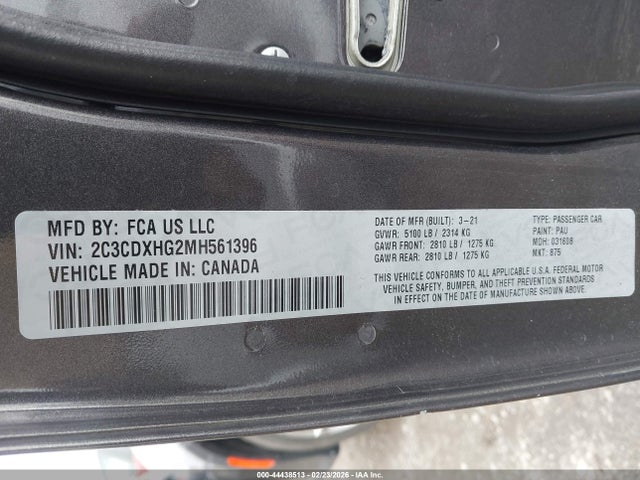 MFD BY: FCA US LLC
VIN: 2C3CDXHG2MH561396
VEHICLE MADE IN: CANADA
DATE OF MFR (BUILT): 3-21
GVWR: 5100 LB / 2314 KG
GAWR FRONT: 2810 LB / 1275 KG
GAWR REAR: 2810 LB / 1275 KG
TYPE: PASSENGER CAR
PAINT: PAU
MDH: 031608
MKT: 875
THIS VEHICLE CONFORMS TO ALL APPLICABLE U.S.A. FEDERAL MOTOR
VEHICLE SAFETY, BUMPER, AND THEFT PREVENTION STANDARDS
IN EFFECT ON THE DATE OF MANUFACTURE SHOWN ABOVE.
000-44438513 - 02/23/2026 - IAAI.COM